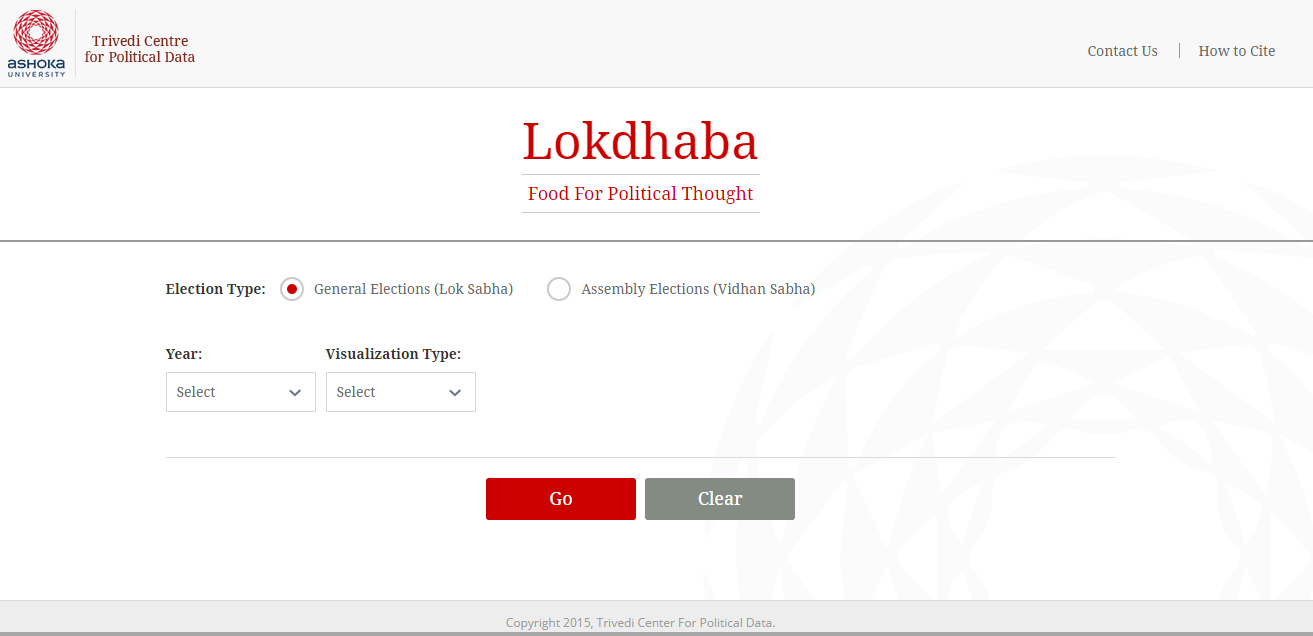 ASHOKA
UNIVERSITY
Trivedi Centre
for Political Data
Contact Us
How to Cite
Lokdhaba
Food For Political Thought
Election Type:
General Elections (Lok Sabha)
Assembly Elections (Vidhan Sabha)
Year:
Visualization Type:
Select
Select
Go
Clear
Copyright 2015, Trivedi Center For Political Data.